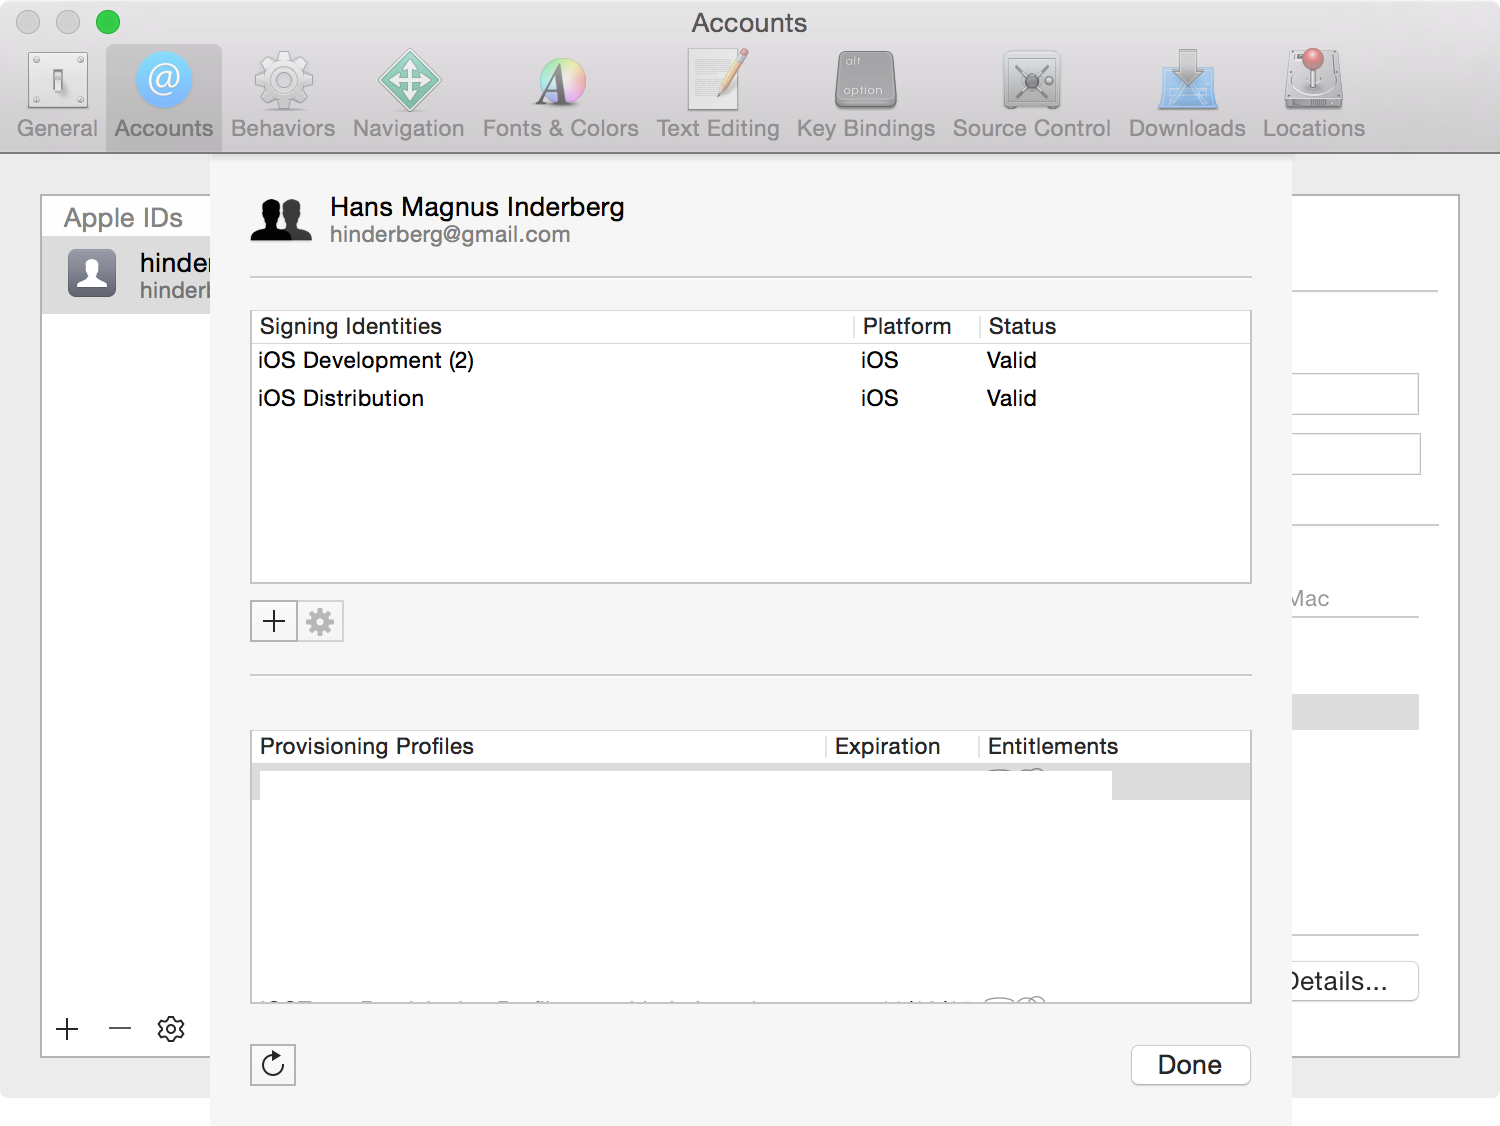 Accounts
General
Accounts
Behaviors
Navigation
Fonts & Colors
Text Editing
alt
option
Key Bindings
Source Control
Downloads
Locations
Apple IDs
Hans Magnus Inderberg
hinderberg@gmail.com
Signing Identities Platform Status
iOS Development (2) iOS Valid
iOS Distribution iOS Valid
Mac
Provisioning Profiles Expiration Entitlements
Details...
Done